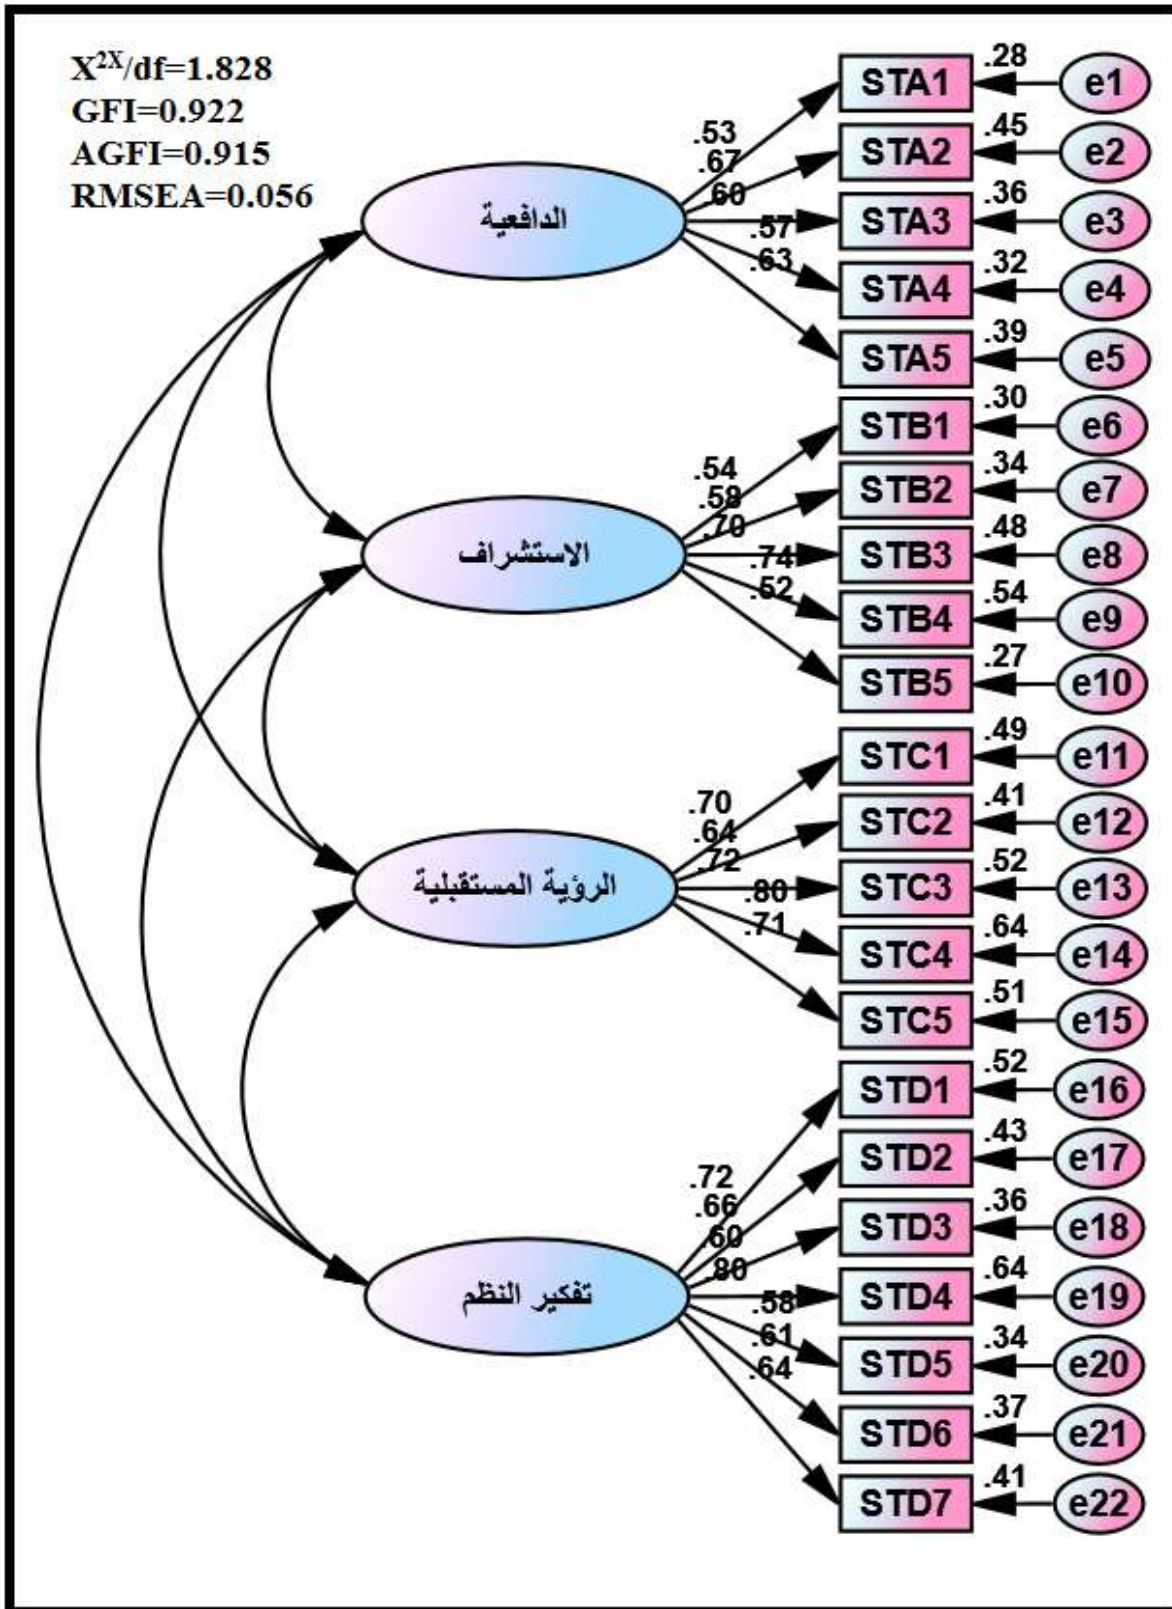 X2X/df=1.828
GFI=0.922
AGFI=0.915
RMSEA=0.056
الدافعية
.53
.67
.60
.57
.63
STA1 .28 e1
STA2 .45 e2
STA3 .36 e3
STA4 .32 e4
STA5 .39 e5
الاستشراف
.54
.58
.70
.74
.52
STB1 .30 e6
STB2 .34 e7
STB3 .48 e8
STB4 .54 e9
STB5 .27 e10
الرؤية المستقبلية
.70
.64
.72
.80
.71
STC1 .49 e11
STC2 .41 e12
STC3 .52 e13
STC4 .64 e14
STC5 .51 e15
تفكير النظم
.72
.66
.60
.80
.58
.61
.64
STD1 .52 e16
STD2 .43 e17
STD3 .36 e18
STD4 .64 e19
STD5 .34 e20
STD6 .37 e21
STD7 .41 e22